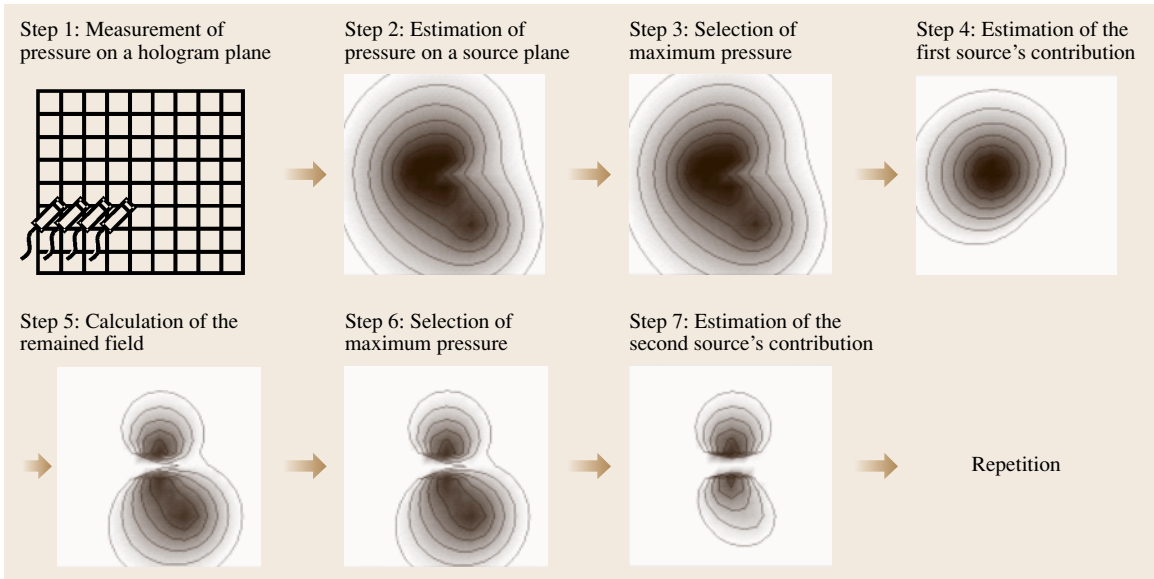 Step 1: Measurement of
pressure on a hologram plane
Step 2: Estimation of
pressure on a source plane
Step 3: Selection of
maximum pressure
Step 4: Estimation of the
first source’s contribution
Step 5: Calculation of the
remained field
Step 6: Selection of
maximum pressure
Step 7: Estimation of the
second source’s contribution
Repetition